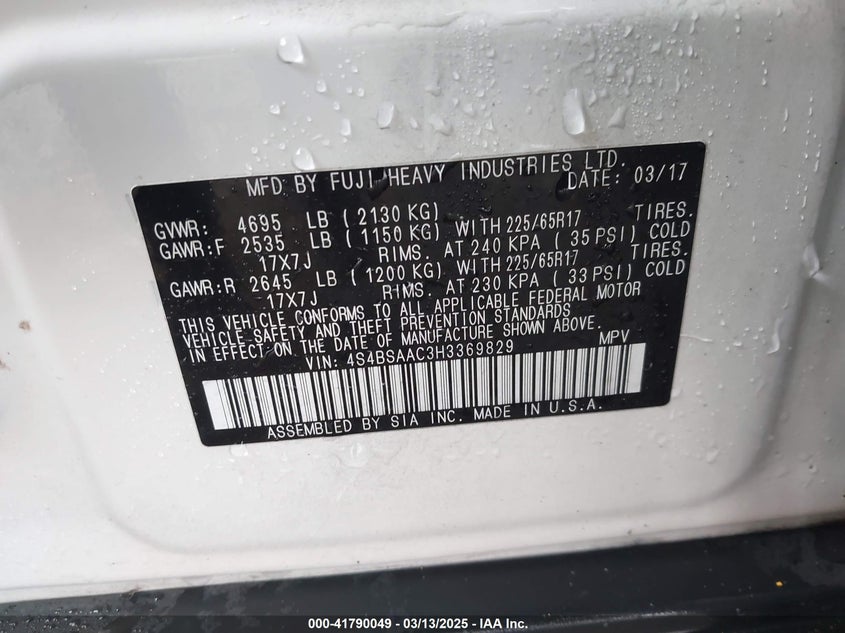 MFD BY FUJI HEAVY INDUSTRIES LTD.
DATE: 03/17
GVWR: 4695 LB ( 2130 KG)
GAWR:F 2535 LB ( 1150 KG) WITH 225/65R17 TIRES.
17X7J RIMS. AT 240 KPA ( 35 PSI) COLD
GAWR:R 2645 LB ( 1200 KG) WITH 225/65R17 TIRES.
17X7J RIMS. AT 230 KPA ( 33 PSI) COLD
THIS VEHICLE CONFORMS TO ALL APPLICABLE FEDERAL MOTOR
VEHICLE SAFETY AND THEFT PREVENTION STANDARDS
IN EFFECT ON THE DATE OF MANUFACTURE SHOWN ABOVE.
VIN: 4S4BSAAC3H3369829 MPV
ASSEMBLED BY SIA INC. MADE IN U.S.A.
000-41790049 - 03/13/2025 - IAA Inc.